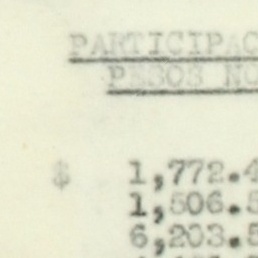 PARTICIPAC
PESOS NO
$ 1,772.4
1,506.5
6,203.5